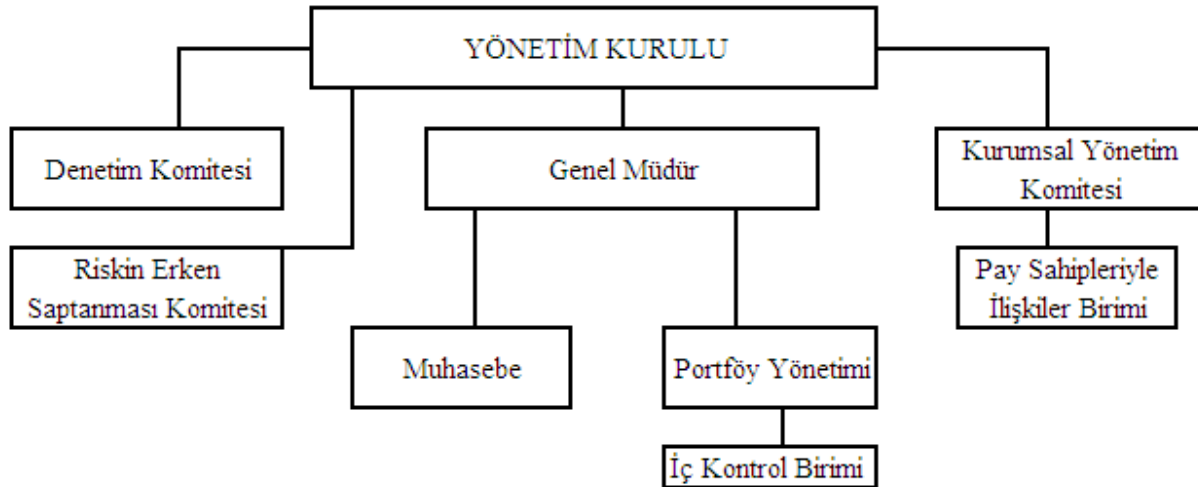 YÖNETİM KURULU
Denetim Komitesi
Genel Müdür
Kurumsal Yönetim
Komitesi
Riskin Erken
Saptanması Komitesi
Pay Sahipleriyle
İlişkiler Birimi
Muhasebe
Portföy Yönetimi
İç Kontrol Birimi